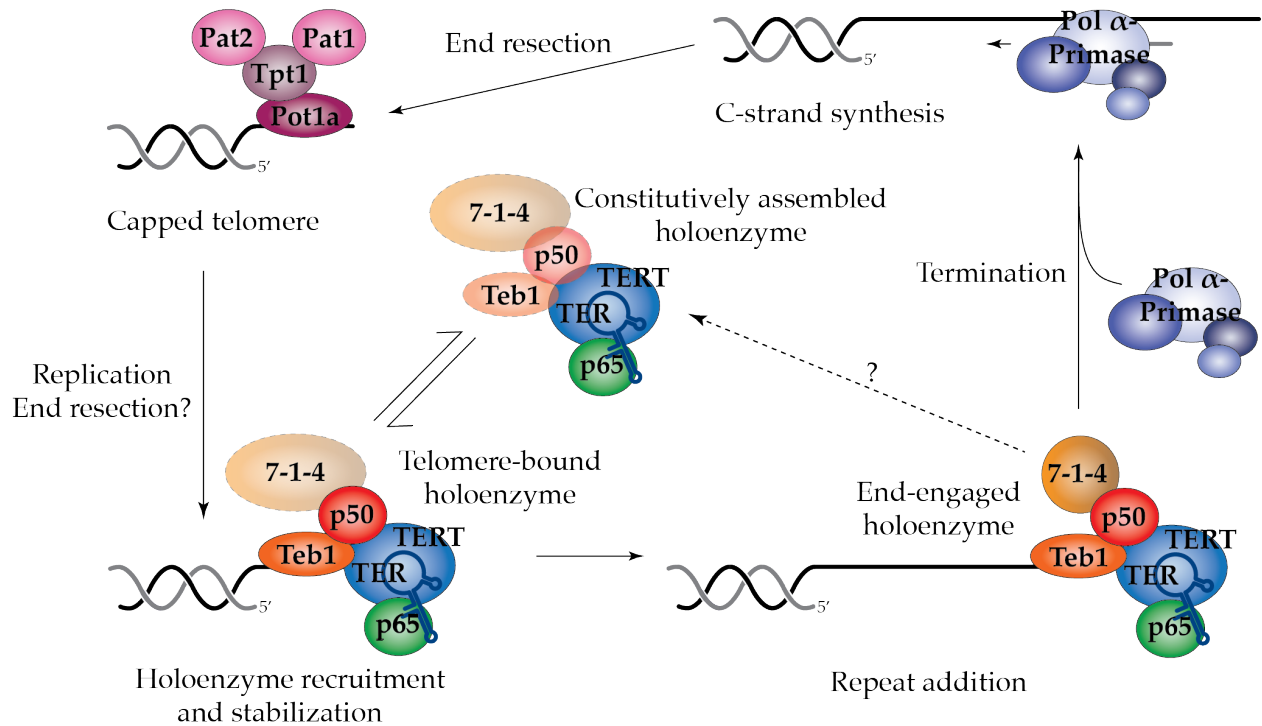 Pat2
Pat1
Tpt1
Pot1a
5′
Capped telomere
End resection
5′
Pol α-
Primase
C-strand synthesis
7-1-4
Constitutively assembled
holoenzyme
p50
Teb1
TERT
TER
p65
Termination
Pol α-
Primase
Replication
End resection?
?
7-1-4
Telomere-bound
holoenzyme
p50
Teb1
TERT
TER
p65
5′
Holoenzyme recruitment
and stabilization
End-engaged
holoenzyme
7-1-4
p50
Teb1
TERT
TER
p65
5′
Repeat addition